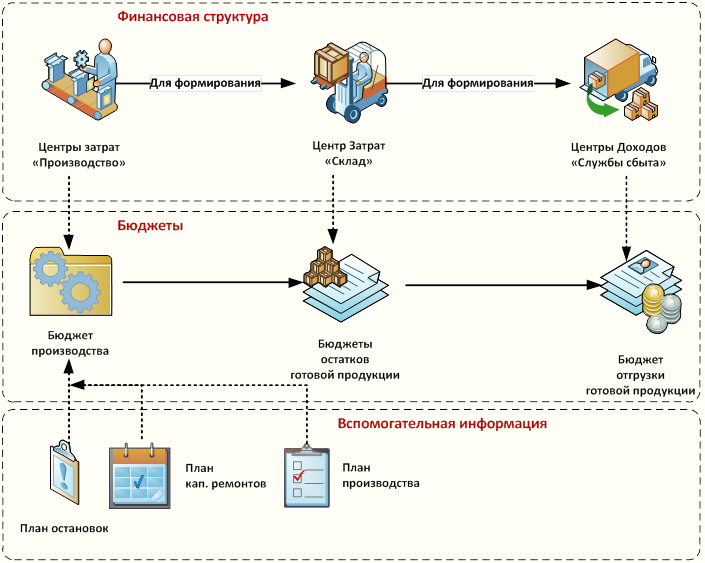 Финансовая структура
Для формирования
Для формирования
Центры затрат
«Производство»
Центр Затрат
«Склад»
Центры Доходов
«Службы сбыта»
Бюджеты
Бюджет
производства
Бюджеты
остатков
готовой продукции
Бюджет
отгрузки
готовой продукции
Вспомогательная информация
План остановок
План
кап. ремонтов
План
производства